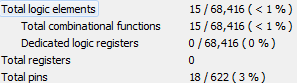 Total logic elements 15 / 68,416 ( < 1 % )
Total combinational functions 15 / 68,416 ( < 1 % )
Dedicated logic registers 0 / 68,416 ( 0 % )
Total registers 0
Total pins 18 / 622 ( 3 % )